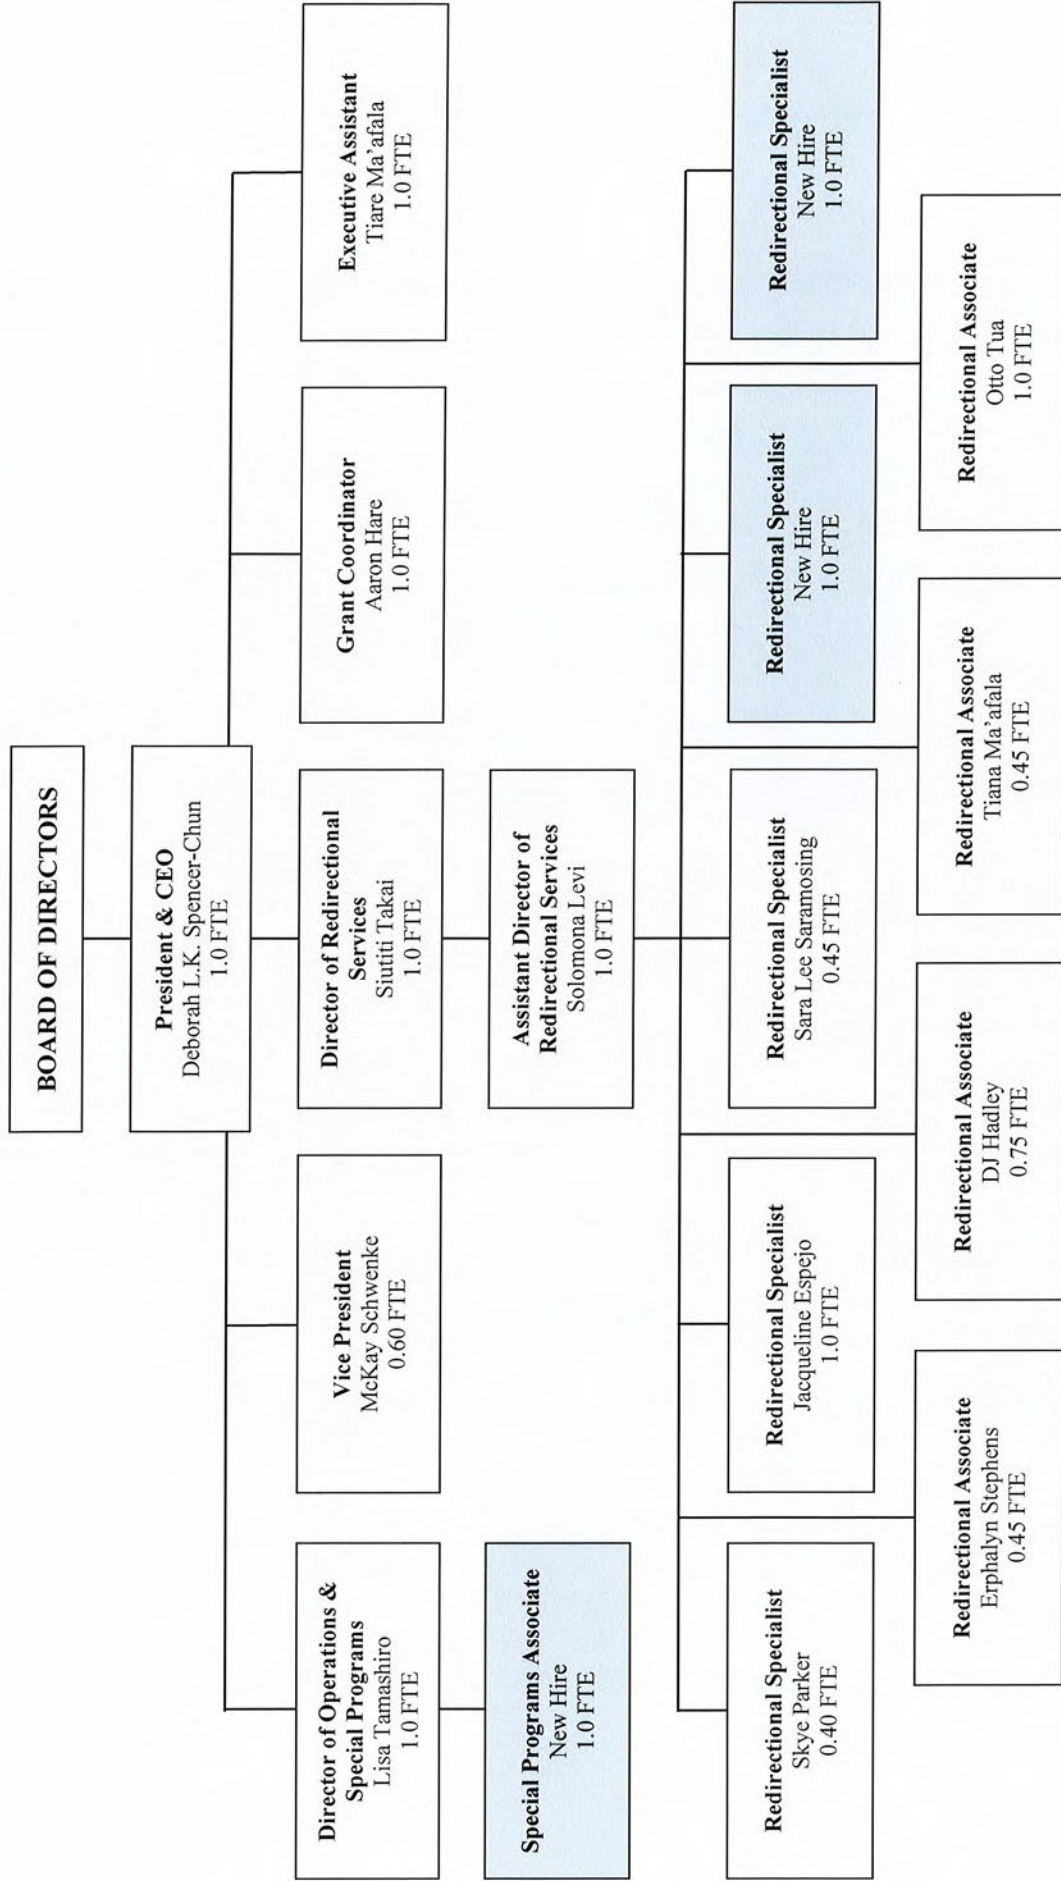 BOARD OF DIRECTORS
President & CEO
Deborah L.K. Spencer-Chun
1.0 FTE
Director of Operations &
Special Programs
Lisa Tamashiro
1.0 FTE
Vice President
McKay Schwenke
0.60 FTE
Director of Redirectional
Services
Siutiti Takai
1.0 FTE
Grant Coordinator
Aaron Hare
1.0 FTE
Executive Assistant
Tiare Ma'afala
1.0 FTE
Special Programs Associate
New Hire
1.0 FTE
Assistant Director of
Redirectional Services
Solomona Levi
1.0 FTE
Redirectional Specialist
Skye Parker
0.40 FTE
Redirectional Specialist
Jacqueline Espejo
1.0 FTE
Redirectional Specialist
Sara Lee Saramosing
0.45 FTE
Redirectional Specialist
New Hire
1.0 FTE
Redirectional Specialist
New Hire
1.0 FTE
Redirectional Associate
Erphalyn Stephens
0.45 FTE
Redirectional Associate
DJ Hadley
0.75 FTE
Redirectional Associate
Tiana Ma'afala
0.45 FTE
Redirectional Associate
Otto Tua
1.0 FTE